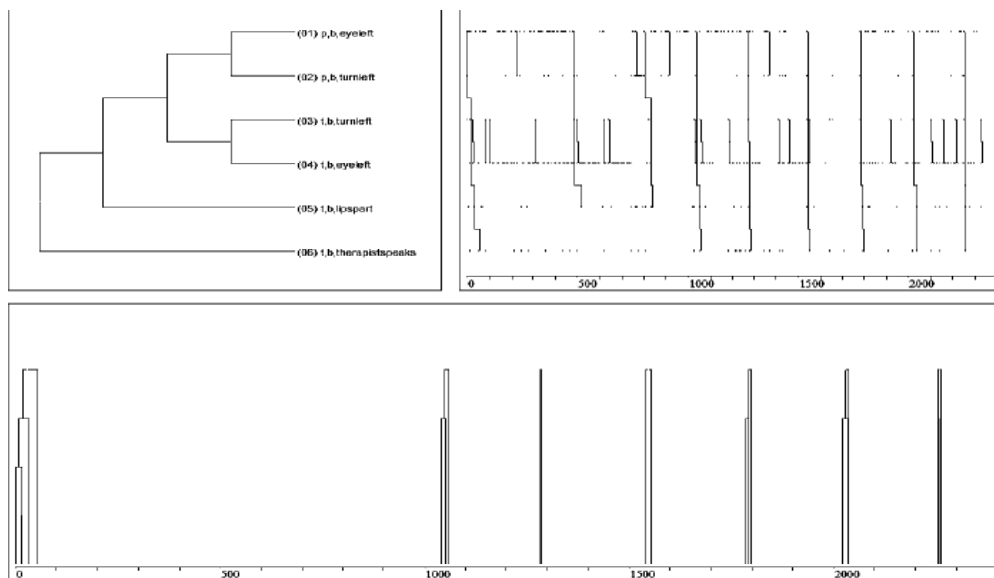 (01) p,b,eyeleft
(02) p,b,turnleft
(03) t,b,turnleft
(04) t,b,eyeleft
(05) t,b,lipspart
(06) t,b,therapistspeaks
0 500 1000 1500 2000
0 500 1000 1500 2000